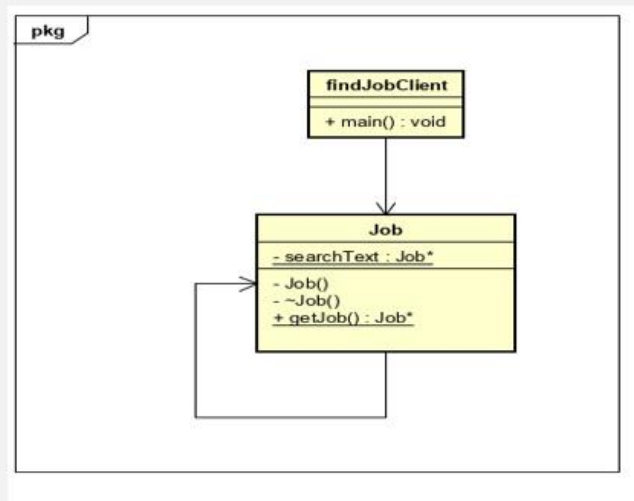 pkg
findJobClient
+ main() : void
Job
- searchText : Job*
- Job()
- ~Job()
+ getJob() : Job*